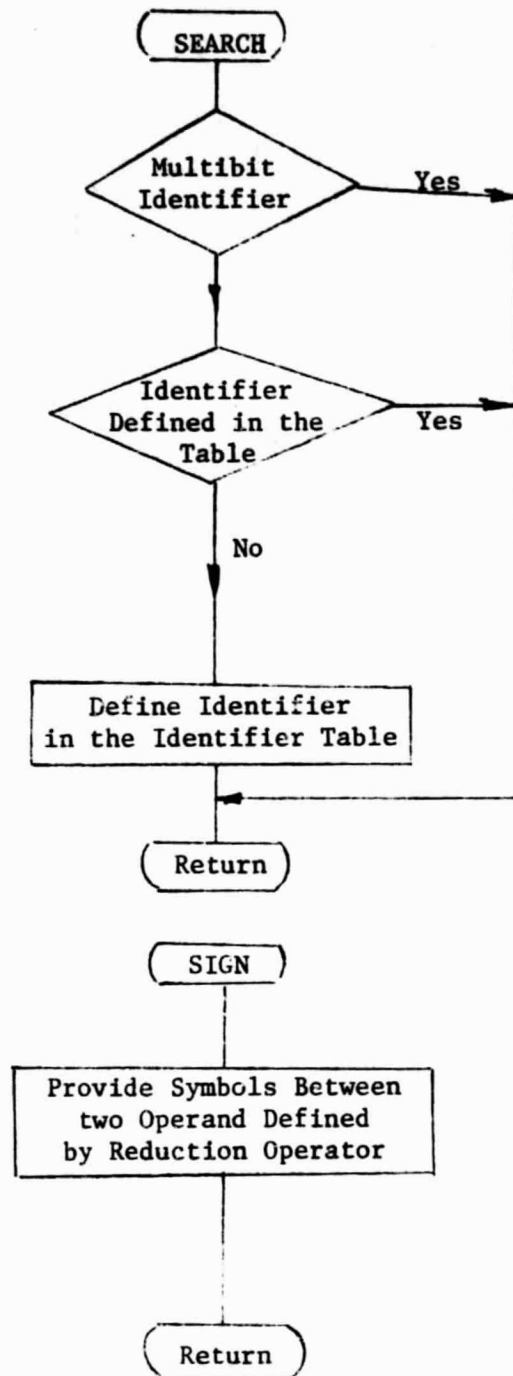 SEARCH
Multibit
Identifier
Yes
Identifier
Defined in the
Table
Yes
No
Define Identifier
in the Identifier Table
Return
SIGN
Provide Symbols Between
two Operand Defined
by Reduction Operator
Return